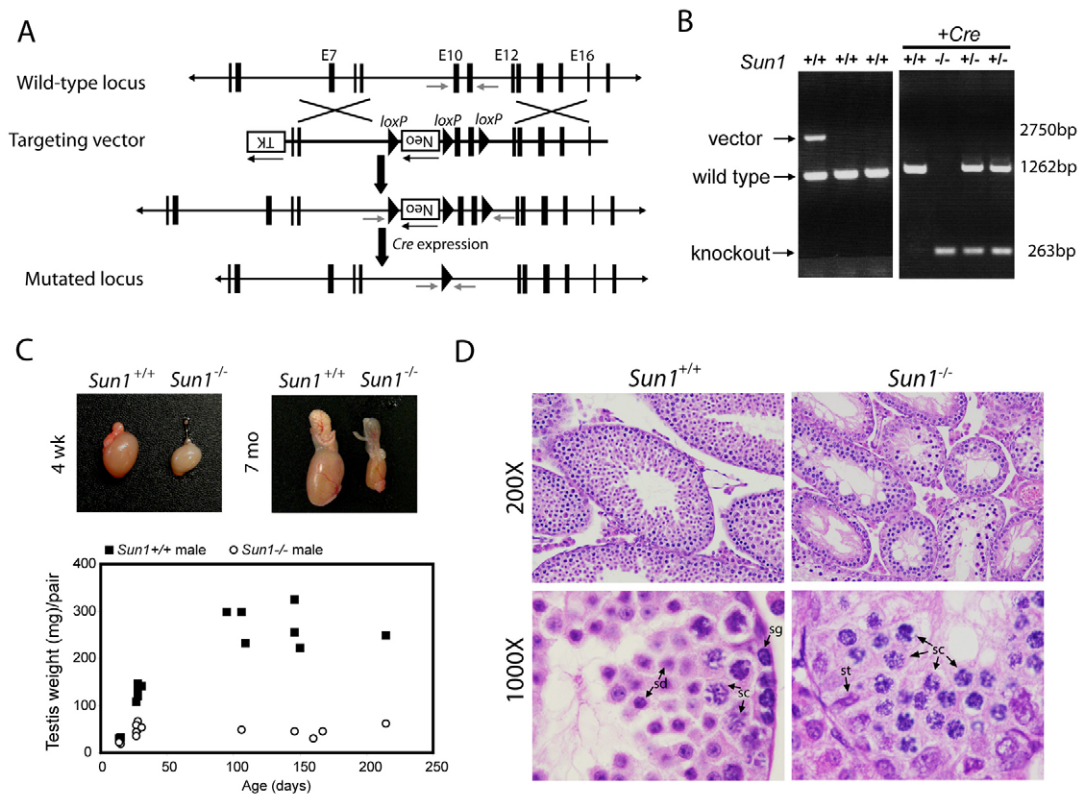 A
E7 E10 E12 E16
Wild-type locus
loxP loxP loxP
Targeting vector
TK Neo
Neo
Cre expression
Mutated locus
B
+Cre
Sun1 +/+ +/+ +/+ +/+ -/- +/- +/-
vector 2750bp
wild type 1262bp
knockout 263bp
C
Sun1+/+ Sun1-/- Sun1+/+ Sun1-/-
4 wk
7 mo
■ Sun1+/+ male ○ Sun1-/- male
Testis weight (mg)/pair
400
300
200
100
0
0 50 100 150 200 250
Age (days)
D
Sun1+/+ Sun1-/-
200X
1000X
sg
sd
sc
sc
st